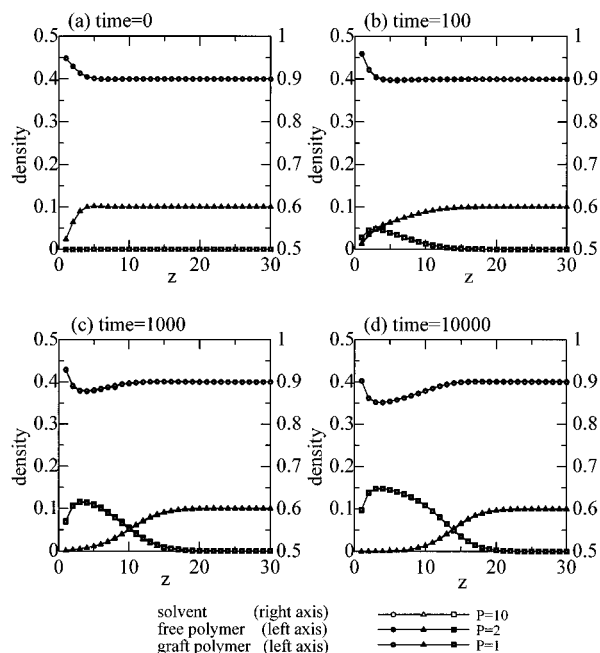 (a) time=0
(b) time=100
0.5
0.4
0.3
0.2
0.1
0
density
0 10 20 30
z
1
0.9
0.8
0.7
0.6
0.5
0.5
0.4
0.3
0.2
0.1
0
density
0 10 20 30
z
1
0.9
0.8
0.7
0.6
0.5
(c) time=1000
(d) time=10000
0.5
0.4
0.3
0.2
0.1
0
density
0 10 20 30
z
1
0.9
0.8
0.7
0.6
0.5
0.5
0.4
0.3
0.2
0.1
0
density
0 10 20 30
z
1
0.9
0.8
0.7
0.6
0.5
solvent (right axis) P=10
free polymer (left axis) P=2
graft polymer (left axis) P=1